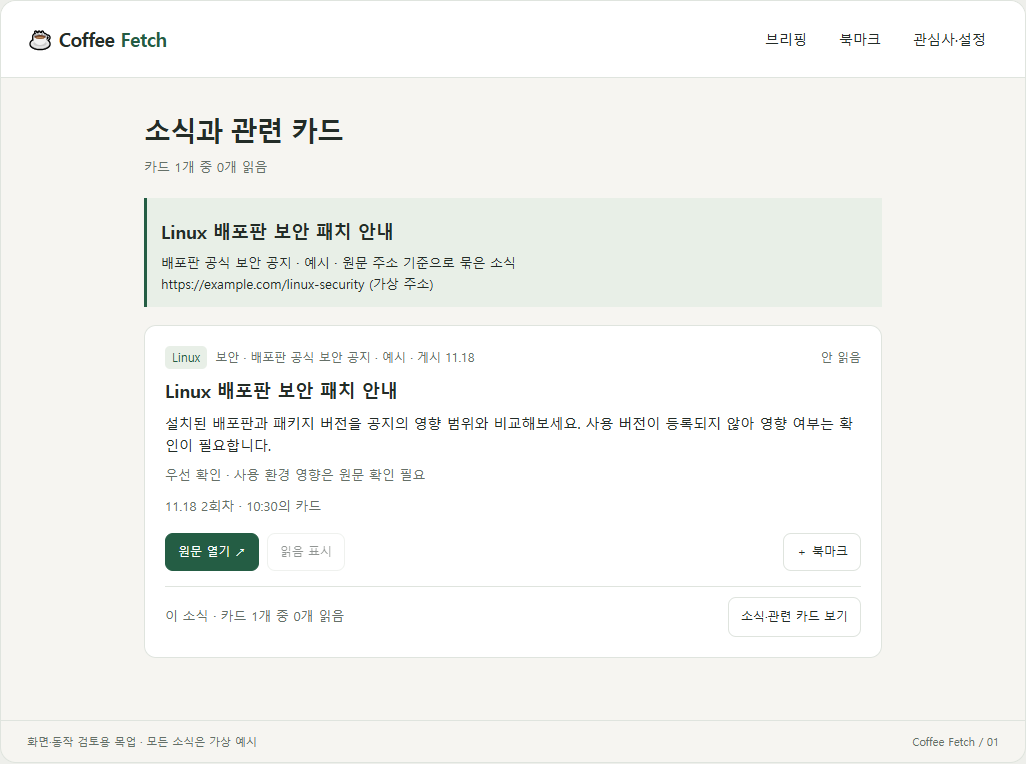 Coffee Fetch
브리핑 북마크 관심사·설정
소식과 관련 카드
카드 1개 중 0개 읽음
Linux 배포판 보안 패치 안내
배포판 공식 보안 공지 · 예시 · 원문 주소 기준으로 묶은 소식
https://example.com/linux-security (가상 주소)
Linux 보안 · 배포판 공식 보안 공지 · 예시 · 게시 11.18 안 읽음
Linux 배포판 보안 패치 안내
설치된 배포판과 패키지 버전을 공지의 영향 범위와 비교해보세요. 사용 버전이 등록되지 않아 영향 여부는 확
인이 필요합니다.
우선 확인 · 사용 환경 영향은 원문 확인 필요
11.18 2회차 · 10:30의 카드
원문 열기 ↗ 읽음 표시 + 북마크
이 소식 · 카드 1개 중 0개 읽음 소식·관련 카드 보기
화면·동작 검토용 목업 · 모든 소식은 가상 예시 Coffee Fetch / 01